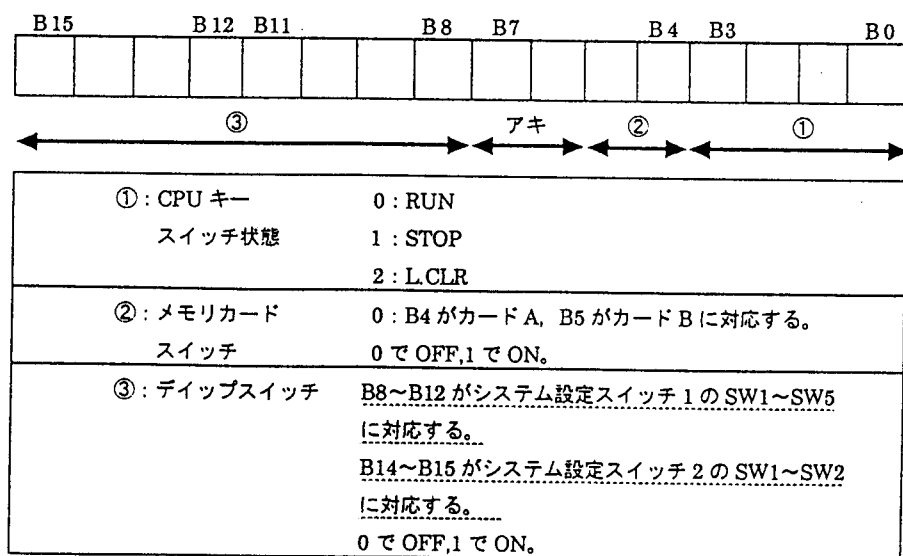 B15 B12 B11 B8 B7 B4 B3 B0
③ アキ ② ①
①：CPU キー 0：RUN
スイッチ状態 1：STOP
2：L.CLR
②：メモリカード 0：B4 がカード A, B5 がカード B に対応する。
スイッチ 0 で OFF,1 で ON。
③：デイップスイッチ B8～B12 がシステム設定スイッチ 1 の SW1～SW5
に対応する。
B14～B15 がシステム設定スイッチ 2 の SW1～SW2
に対応する。
0 で OFF,1 で ON。